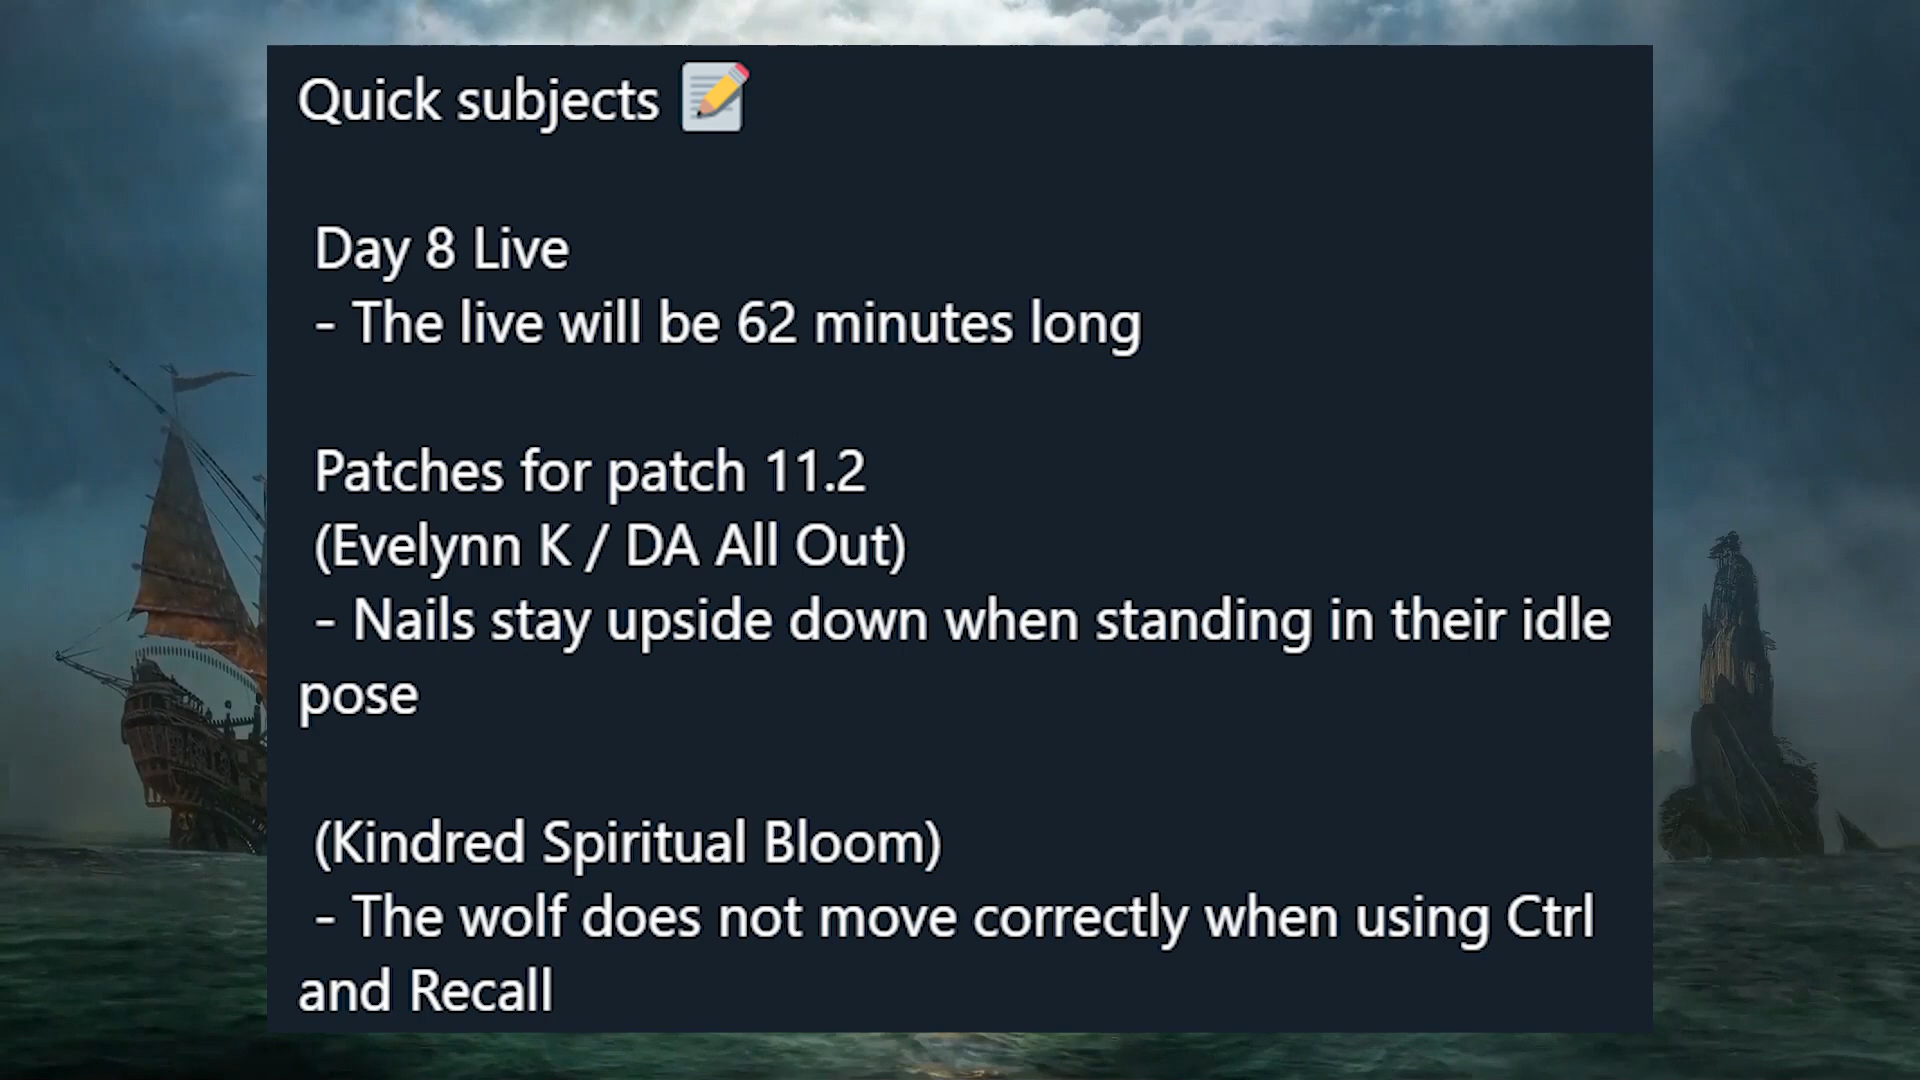 Quick subjects 📝
Day 8 Live
- The live will be 62 minutes long
Patches for patch 11.2
(Evelynn K / DA All Out)
- Nails stay upside down when standing in their idle
pose
(Kindred Spiritual Bloom)
- The wolf does not move correctly when using Ctrl
and Recall